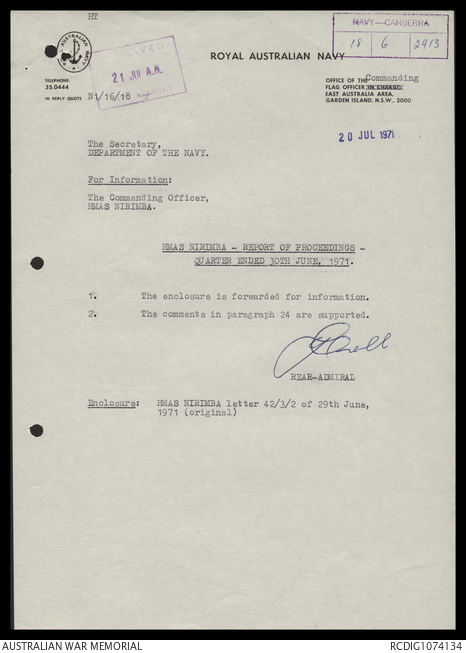 HT
NAVY—CANBERRA
18 6 2913
ROYAL AUSTRALIAN NAVY
21 JUL A.M.
TELEPHONE:
35.0444
IN REPLY QUOTE N1/16/18
OFFICE OF THE Commanding
FLAG OFFICER IN CHARGE,
EAST AUSTRALIA AREA,
GARDEN ISLAND, N.S.W., 2000
20 JUL 1971
The Secretary,
DEPARTMENT OF THE NAVY.
For Information:
The Commanding Officer,
HMAS NIRIMBA.
HMAS NIRIMBA - REPORT OF PROCEEDINGS -
QUARTER ENDED 30TH JUNE, 1971.
1. The enclosure is forwarded for information.
2. The comments in paragraph 24 are supported.
REAR-ADMIRAL
Enclosure: HMAS NIRIMBA letter 42/3/2 of 29th June,
1971 (original)
AUSTRALIAN WAR MEMORIAL
RCDIG1074134